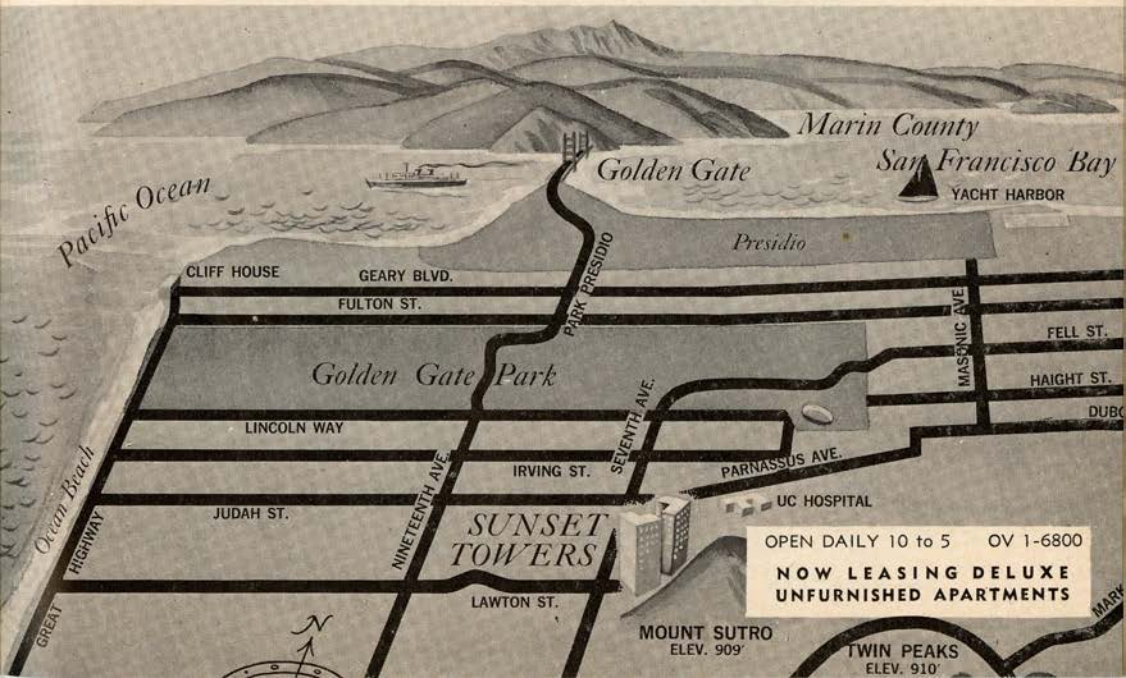 Marin County
San Francisco Bay
Golden Gate
YACHT HARBOR
Pacific Ocean
Presidio
CLIFF HOUSE
GEARY BLVD.
PARK PRESIDIO
FULTON ST.
MASONIC AVE.
FELL ST.
Golden Gate Park
HAIGHT ST.
SEVENTH AVE.
DUBO
LINCOLN WAY
IRVING ST.
PARNASSUS AVE.
Ocean Beach
NINETEENTH AVE.
UC HOSPITAL
JUDAH ST.
SUNSET
TOWERS
OPEN DAILY 10 to 5 OV 1-6800
NOW LEASING DELUXE
UNFURNISHED APARTMENTS
GREAT HIGHWAY
LAWTON ST.
MARK
N
MOUNT SUTRO
ELEV. 909'
TWIN PEAKS
ELEV. 910'